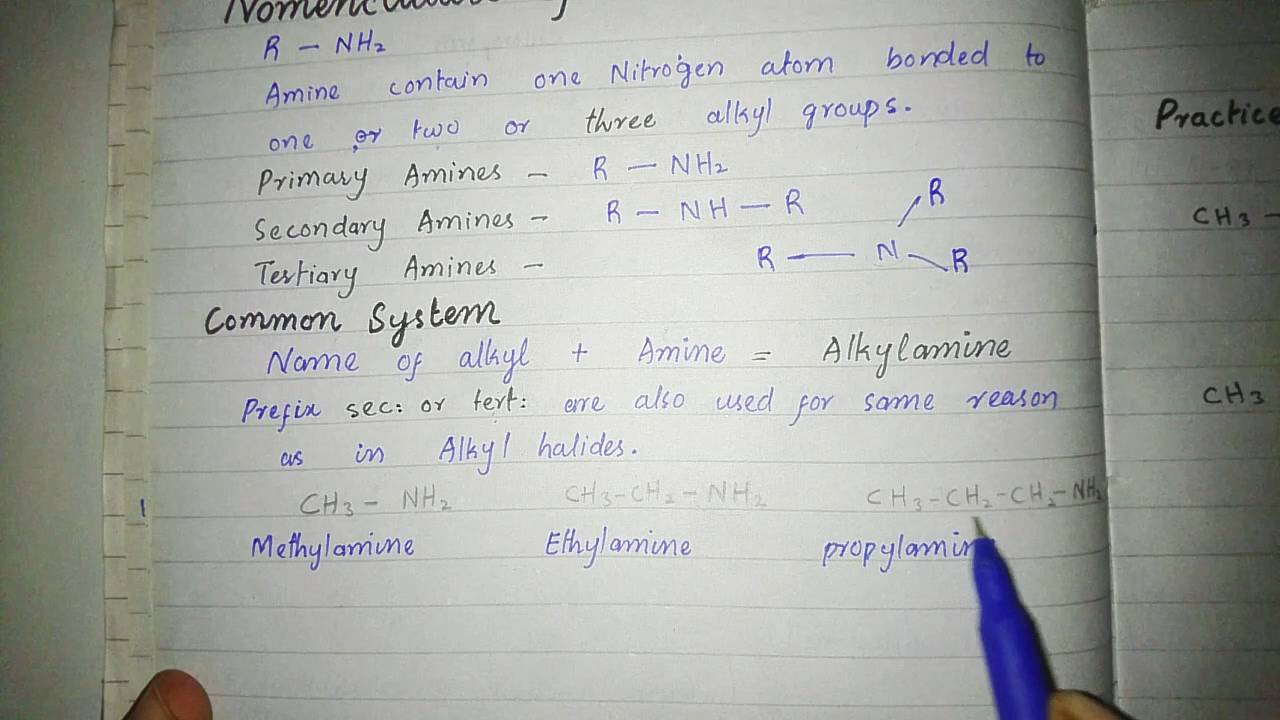 R - NH₂
Amine contain one Nitrogen atom bonded to
one or two or three alkyl groups.
Primary Amines - R - NH₂
Secondary Amines - R - NH - R
R
Tertiary Amines - R - N R
Common System
Name of alkyl + Amine = Alkylamine
Prefix sec: or tert: are also used for same reason
as in Alkyl halides.
1 CH₃ - NH₂ CH₃-CH₂-NH₂ CH₃-CH₂-CH₂-NH₂
Methylamine Ethylamine propylamin
Practice
CH₃ -
CH₃